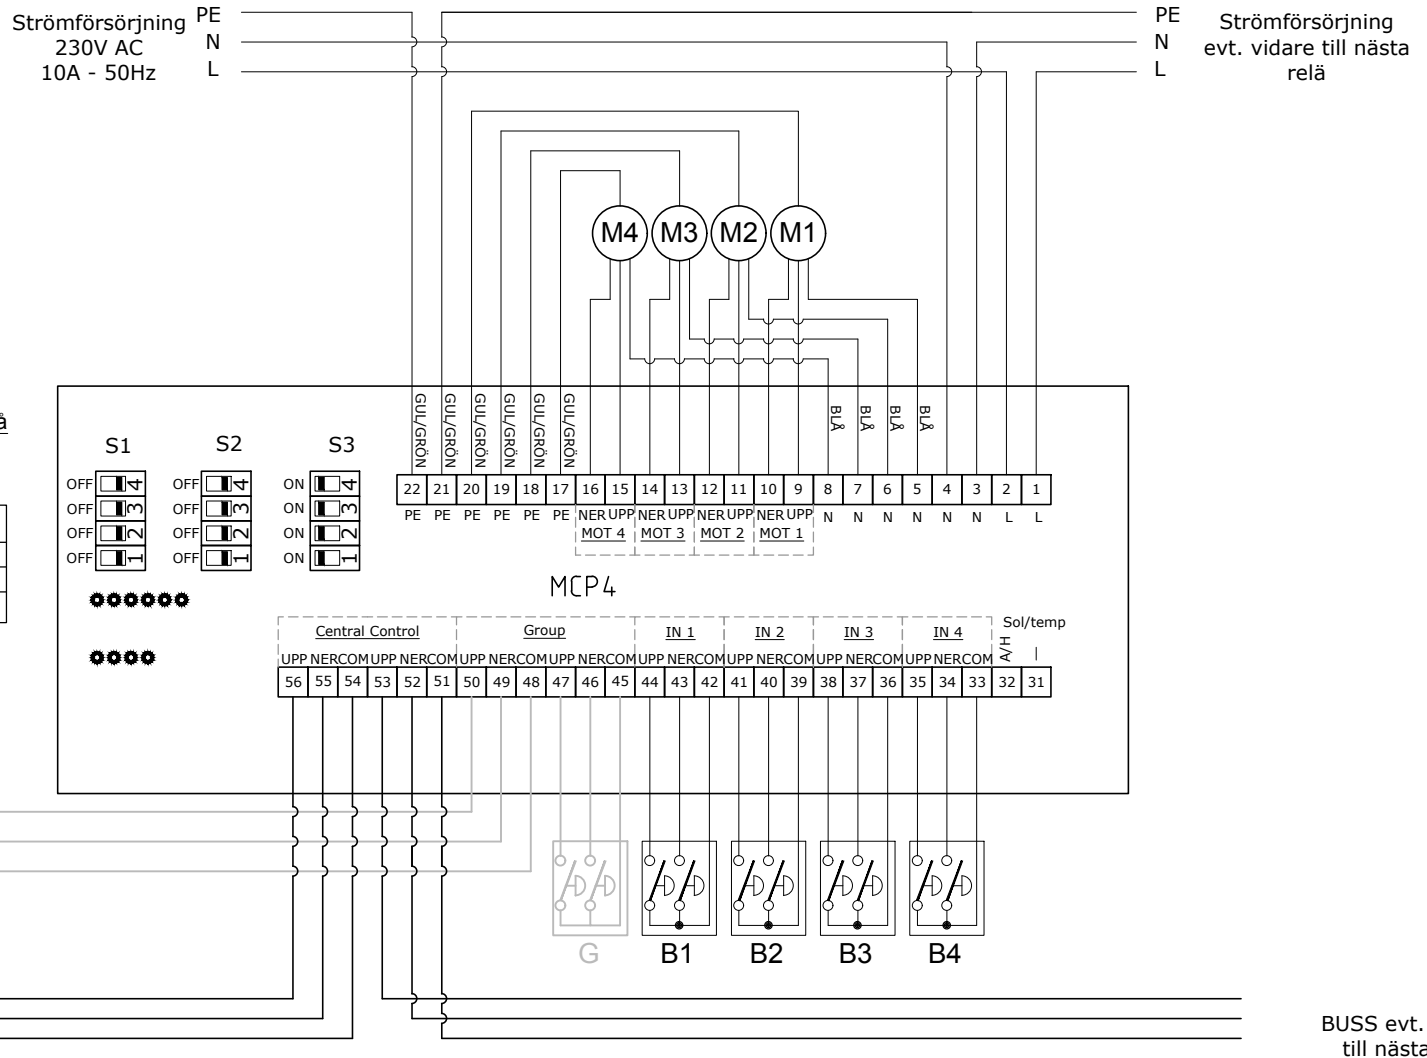 Strömförsörjning
230V AC
10A - 50Hz
PE
N
L
PE
N
L
Strömförsörjning
evt. vidare till nästa
relä
M4 M3 M2 M1
å
GUL/GRÖN GUL/GRÖN GUL/GRÖN GUL/GRÖN GUL/GRÖN GUL/GRÖN BLÅ BLÅ BLÅ BLÅ
S1 S2 S3
OFF 4 OFF 4 ON 4
OFF 3 OFF 3 ON 3
OFF 2 OFF 2 ON 2
OFF 1 OFF 1 ON 1
22 21 20 19 18 17 16 15 14 13 12 11 10 9 8 7 6 5 4 3 2 1
PE PE PE PE PE PE NER UPP NER UPP NER UPP NER UPP N N N N N N L L
MOT 4 MOT 3 MOT 2 MOT 1
MCP4
Central Control Group IN 1 IN 2 IN 3 IN 4 Sol/temp
UPP NER COM UPP NER COM UPP NER COM UPP NER COM UPP NER COM UPP NER COM UPP NER COM UPP NER COM A/H —
56 55 54 53 52 51 50 49 48 47 46 45 44 43 42 41 40 39 38 37 36 35 34 33 32 31
G B1 B2 B3 B4
BUSS evt.
till nästa